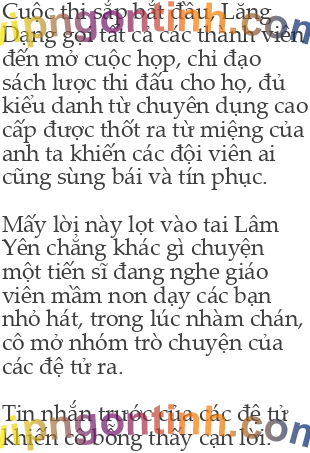 Cuộc thi sắp bắt đầu, Lăng
Dạng gọi tất cả các thành viên
đến mở cuộc họp, chỉ đạo
sách lược thi đấu cho họ, đủ
kiểu danh từ chuyên dụng cao
cấp được thốt ra từ miệng của
anh ta khiến các đội viên ai
cũng sùng bái và tín phục.
Mấy lời này lọt vào tai Lâm
Yên chẳng khác gì chuyện
một tiến sĩ đang nghe giáo
viên mầm non dạy các bạn
nhỏ hát, trong lúc nhàm chán,
cô mở nhóm trò chuyện của
các đệ tử ra.
Tin nhắn trước của các đệ tử
khiến cô bỗng thấy cạn lời.
vipngontinh.com
vipngontinh.com